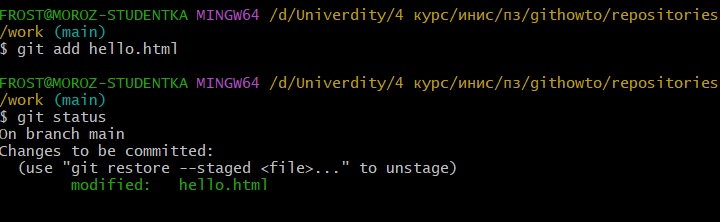 FROST@MOROZ-STUDENTKA MINGW64 /d/Univerdity/4 курс/инис/пз/githowto/repositories
/work (main)
$ git add hello.html
FROST@MOROZ-STUDENTKA MINGW64 /d/Univerdity/4 курс/инис/пз/githowto/repositories
/work (main)
$ git status
On branch main
Changes to be committed:
  (use "git restore --staged <file>..." to unstage)
        modified:   hello.html